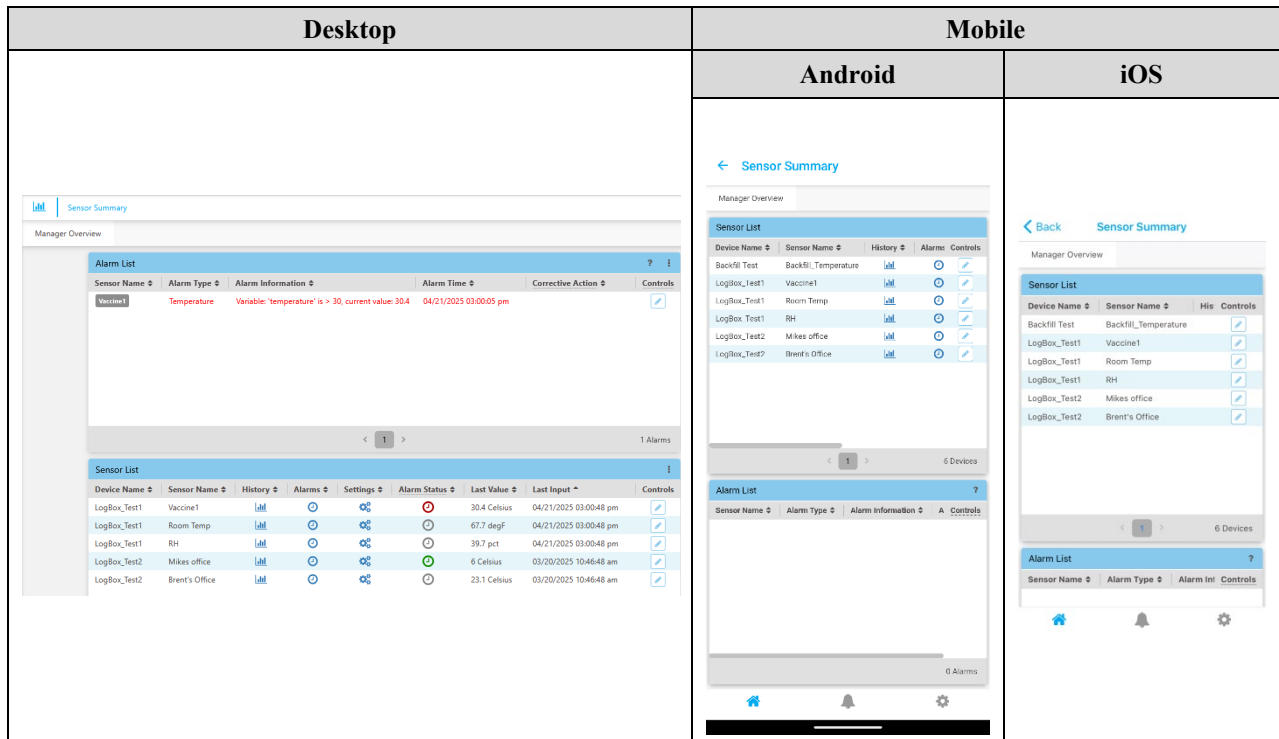 Desktop
Mobile
Android
iOS
Sensor Summary
Manager Overview
Alarm List ?
Sensor Name Alarm Type Alarm Information Alarm Time Corrective Action Controls
Vaccine1 Temperature Variable: 'temperature' is > 30, current value: 30.4 04/21/2025 03:00:05 pm
< 1 > 1 Alarms
Sensor List
Device Name Sensor Name History Alarms Settings Alarm Status Last Value Last Input Controls
LogBox_Test1 Vaccine1 30.4 Celsius 04/21/2025 03:00:48 pm
LogBox_Test1 Room Temp 67.7 degF 04/21/2025 03:00:48 pm
LogBox_Test1 RH 39.7 pct 04/21/2025 03:00:48 pm
LogBox_Test2 Mikes office 6 Celsius 03/20/2025 10:46:48 am
LogBox_Test2 Brent's Office 23.1 Celsius 03/20/2025 10:46:48 am
Sensor Summary
Manager Overview
Sensor List
Device Name Sensor Name History Alarms Controls
Backfill Test Backfill_Temperature
LogBox_Test1 Vaccine1
LogBox_Test1 Room Temp
LogBox_Test1 RH
LogBox_Test2 Mikes office
LogBox_Test2 Brent's Office
< 1 > 6 Devices
Alarm List ?
Sensor Name Alarm Type Alarm Information A Controls
0 Alarms
Back Sensor Summary
Manager Overview
Sensor List
Device Name Sensor Name His Controls
Backfill Test Backfill_Temperature
LogBox_Test1 Vaccine1
LogBox_Test1 Room Temp
LogBox_Test1 RH
LogBox_Test2 Mikes office
LogBox_Test2 Brent's Office
< 1 > 6 Devices
Alarm List ?
Sensor Name Alarm Type Alarm Inf Controls